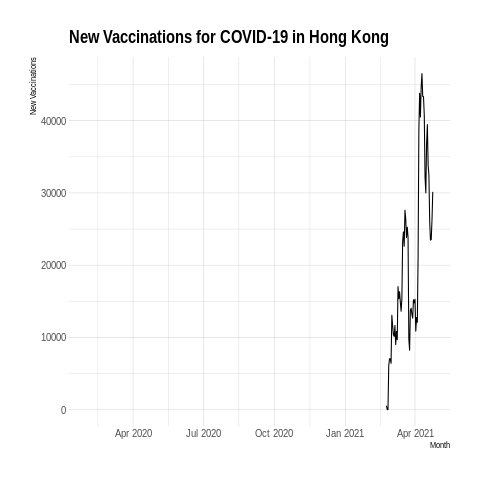 New Vaccinations for COVID-19 in Hong Kong
New Vaccinations
40000
30000
20000
10000
0
Apr 2020 Jul 2020 Oct 2020 Jan 2021 Apr 2021
Month